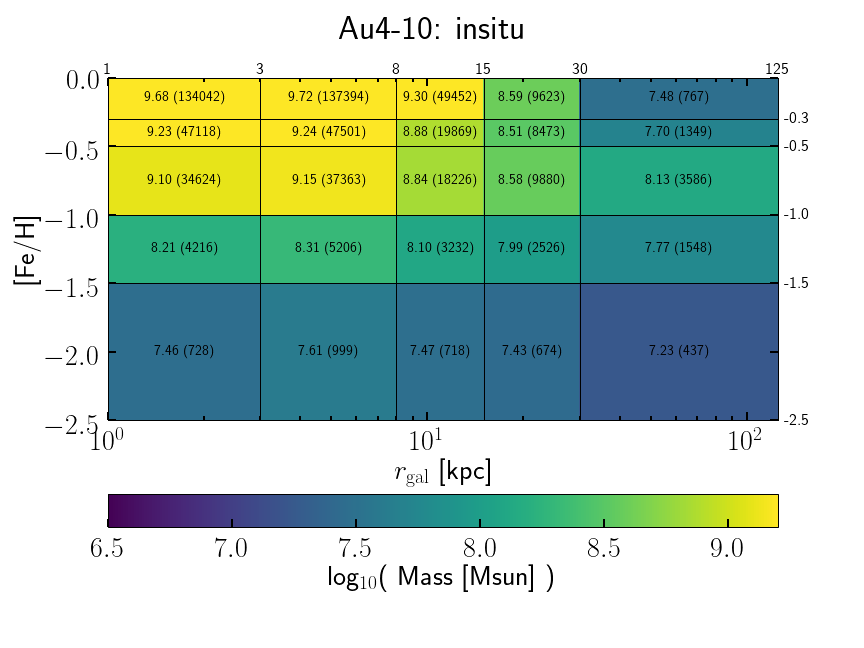 Au4-10: insitu
1 3 8 15 30 125
0.0
9.68 (134042) 9.72 (137394) 9.30 (49452) 8.59 (9623) 7.48 (767)
-0.3
9.23 (47118) 9.24 (47501) 8.88 (19869) 8.51 (8473) 7.70 (1349)
−0.5 -0.5
9.10 (34624) 9.15 (37363) 8.84 (18226) 8.58 (9880) 8.13 (3586)
−1.0 -1.0
[Fe/H]
8.21 (4216) 8.31 (5206) 8.10 (3232) 7.99 (2526) 7.77 (1548)
−1.5 -1.5
7.46 (728) 7.61 (999) 7.47 (718) 7.43 (674) 7.23 (437)
−2.0
−2.5 -2.5
10⁰ 10¹ 10²
r_gal [kpc]
6.5 7.0 7.5 8.0 8.5 9.0
log₁₀( Mass [Msun] )